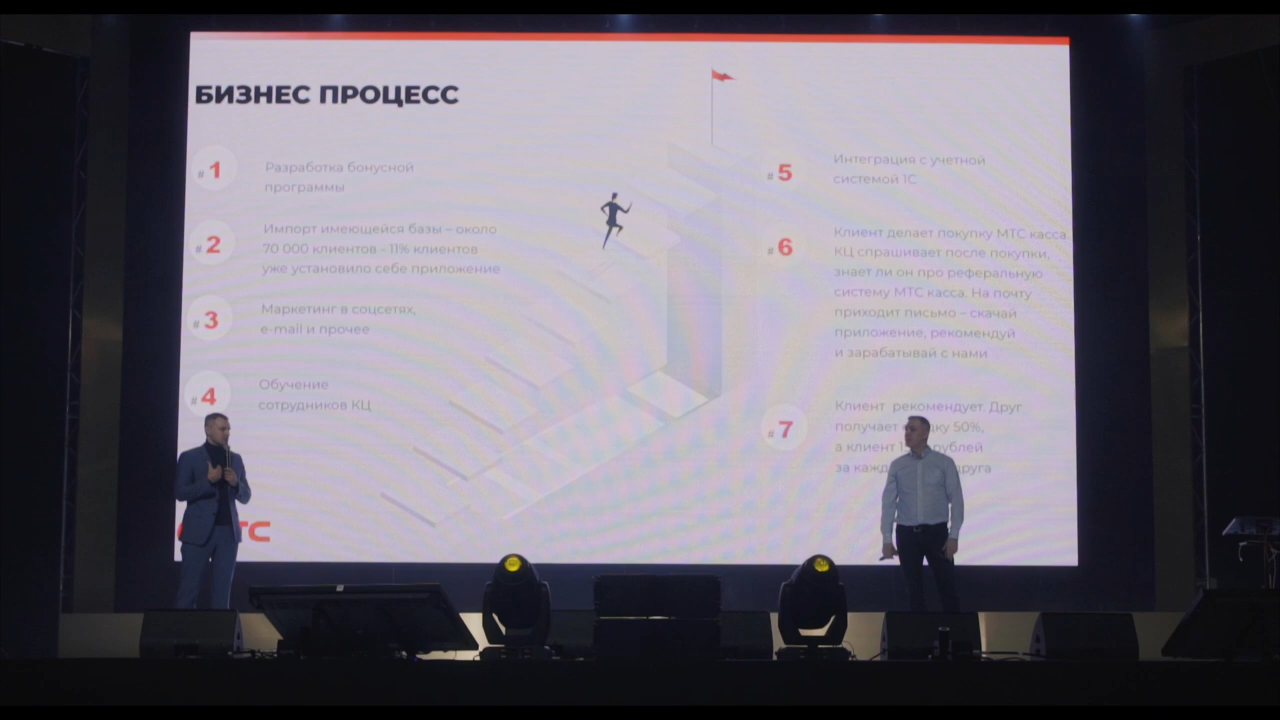 БИЗНЕС ПРОЦЕСС
#1
Разработка бонусной
программы
#2
Импорт имеющейся базы – около
70 000 клиентов – 11% клиентов
уже установило себе приложение
#3
Маркетинг в соцсетях,
e-mail и прочее
#4
Обучение
сотрудников КЦ
#5
Интеграция с учетной
системой 1С
#6
Клиент делает покупку МТС касса.
КЦ спрашивает после покупки,
знает ли он про реферальную
систему МТС касса. На почту
приходит письмо – скачай
приложение, рекомендуй
и зарабатывай с нами
#7
Клиент рекомендует. Друг
получает 50%,
а клиент рублей
за друга